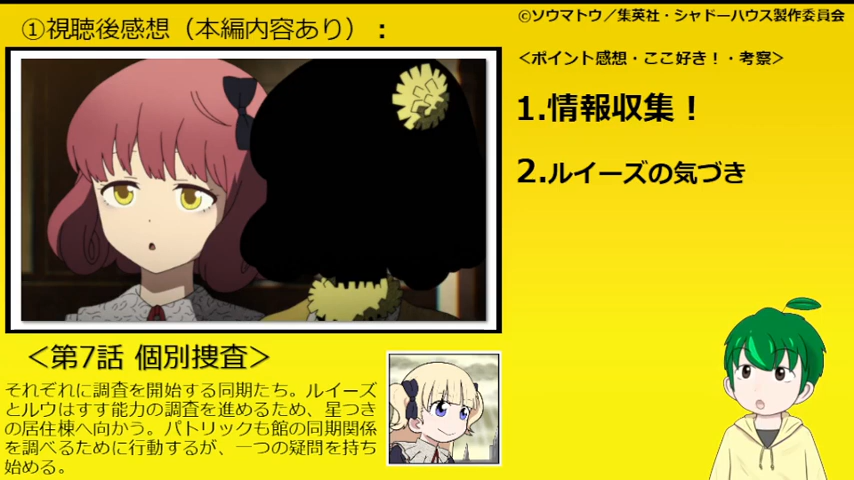 ①視聴後感想（本編内容あり）：
©ソウマトウ／集英社・シャドーハウス製作委員会
＜ポイント感想・ここ好き！・考察＞
1.情報収集！
2.ルイーズの気づき
＜第7話 個別捜査＞
それぞれに調査を開始する同期たち。ルイーズ
とルウはすす能力の調査を進めるため、星つき
の居住棟へ向かう。パトリックも館の同期関係
を調べるために行動するが、一つの疑問を持ち
始める。